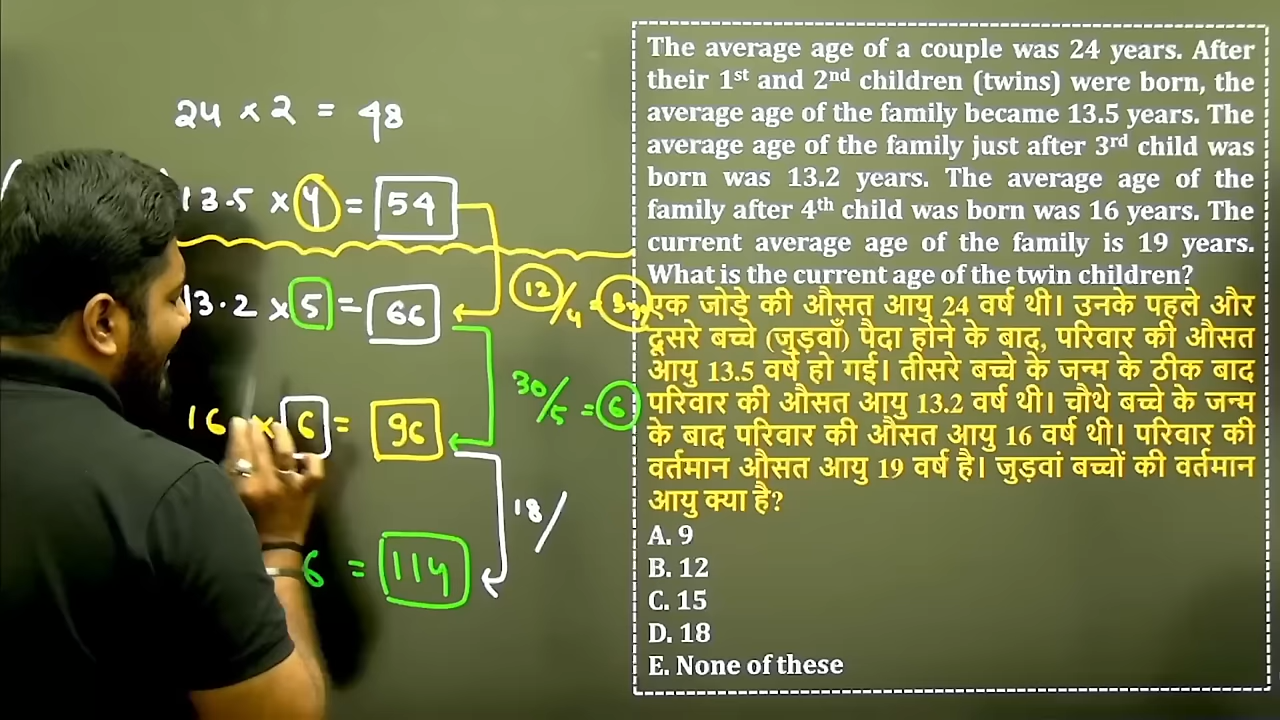 24 × 2 = 48
13.5 × 4 = 54
13.2 × 5 = 66
12/4 =
16 × 6 = 96
30/5 = 6
18/
6 = 114
The average age of a couple was 24 years. After
their 1st and 2nd children (twins) were born, the
average age of the family became 13.5 years. The
average age of the family just after 3rd child was
born was 13.2 years. The average age of the
family after 4th child was born was 16 years. The
current average age of the family is 19 years.
What is the current age of the twin children?
एक जोड़े की औसत आयु 24 वर्ष थी। उनके पहले और
दूसरे बच्चे (जुड़वाँ) पैदा होने के बाद, परिवार की औसत
आयु 13.5 वर्ष हो गई। तीसरे बच्चे के जन्म के ठीक बाद
परिवार की औसत आयु 13.2 वर्ष थी। चौथे बच्चे के जन्म
के बाद परिवार की औसत आयु 16 वर्ष थी। परिवार की
वर्तमान औसत आयु 19 वर्ष है। जुड़वां बच्चों की वर्तमान
आयु क्या है?
A. 9
B. 12
C. 15
D. 18
E. None of these